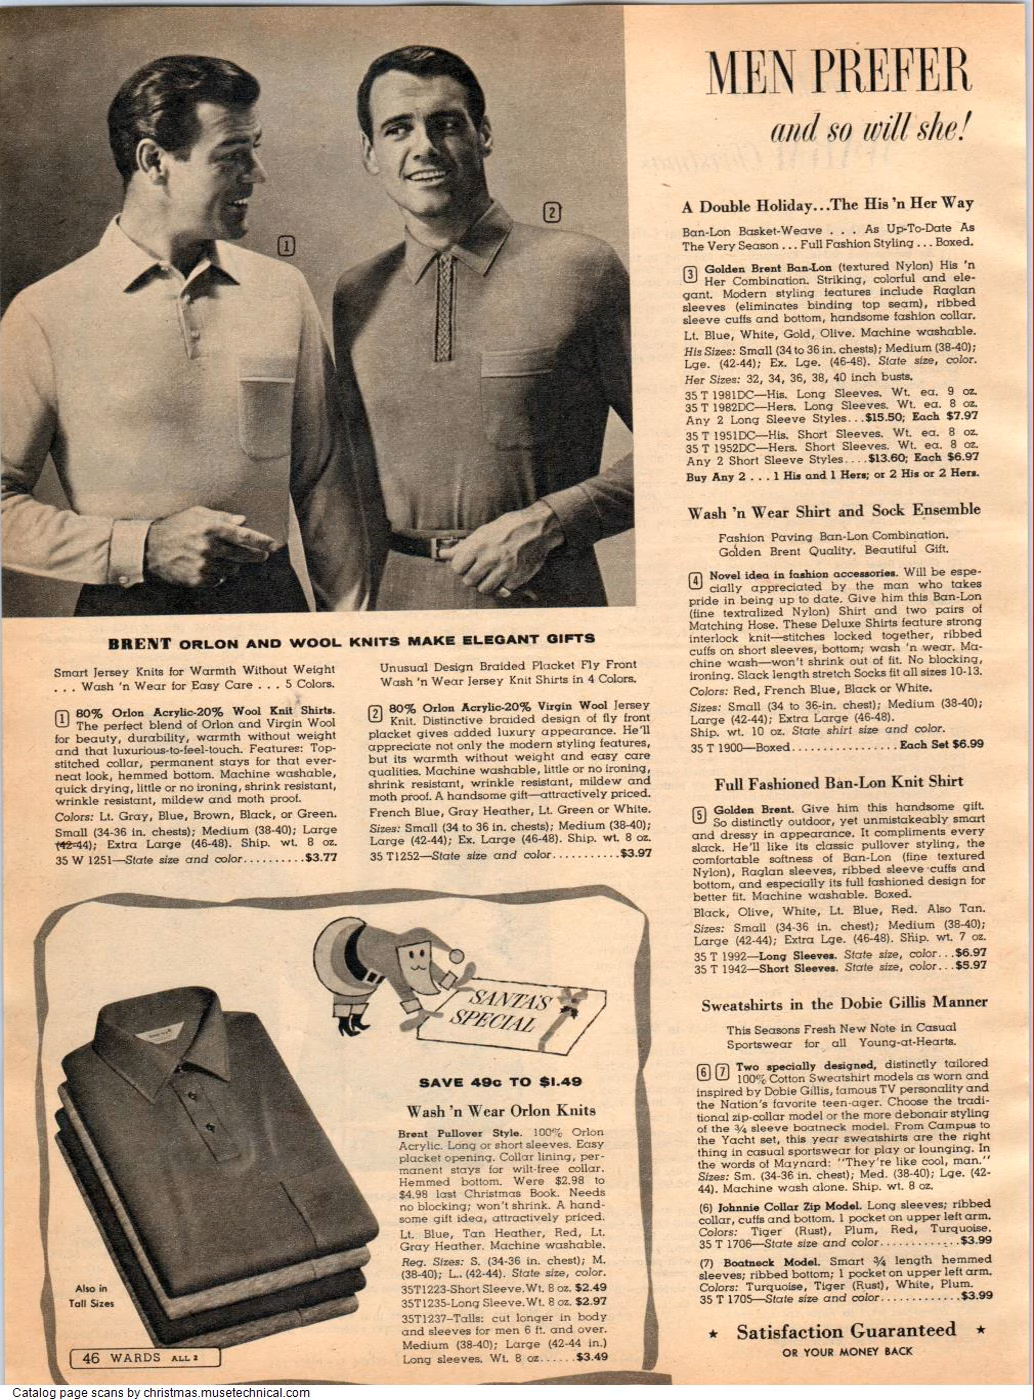 MEN PREFER
and so will she!
1
2
BRENT ORLON AND WOOL KNITS MAKE ELEGANT GIFTS
Smart Jersey Knits for Warmth Without Weight
. . . Wash 'n Wear for Easy Care . . . 5 Colors.
1 80% Orlon Acrylic-20% Wool Knit Shirts.
The perfect blend of Orlon and Virgin Wool
for beauty, durability, warmth without weight
and that luxurious-to-feel-touch. Features: Top-
stitched collar, permanent stays for that ever-
neat look, hemmed bottom. Machine washable,
quick drying, little or no ironing, shrink resistant,
wrinkle resistant, mildew and moth proof.
Colors: Lt. Gray, Blue, Brown, Black, or Green.
Small (34-36 in. chests); Medium (38-40); Large
(42-44); Extra Large (46-48). Ship. wt. 8 oz.
35 W 1251—State size and color..........$3.77
Unusual Design Braided Placket Fly Front
Wash 'n Wear Jersey Knit Shirts in 4 Colors.
2 80% Orlon Acrylic-20% Virgin Wool Jersey
Knit. Distinctive braided design of fly front
placket gives added luxury appearance. He'll
appreciate not only the modern styling features,
but its warmth without weight and easy care
qualities. Machine washable, little or no ironing,
shrink resistant, wrinkle resistant, mildew and
moth proof. A handsome gift—attractively priced.
French Blue, Gray Heather, Lt. Green or White.
Sizes: Small (34 to 36 in. chests); Medium (38-40);
Large (42-44); Ex. Large (46-48). Ship. wt. 8 oz.
35 T1252—State size and color...........$3.97
SANTA'S
SPECIAL
SAVE 49c TO $1.49
Wash 'n Wear Orlon Knits
Brent Pullover Style. 100% Orlon
Acrylic. Long or short sleeves. Easy
placket opening. Collar lining, per-
manent stays for wilt-free collar.
Hemmed bottom. Were $2.98 to
$4.98 last Christmas Book. Needs
no blocking; won't shrink. A hand-
some gift idea, attractively priced.
Lt. Blue, Tan Heather, Red, Lt.
Gray Heather. Machine washable.
Reg. Sizes: S. (34-36 in. chest); M.
(38-40); L. (42-44). State size, color.
35T1223-Short Sleeve. Wt. 8 oz. $2.49
35T1235-Long Sleeve. Wt. 8 oz. $2.97
35T1237-Talls: cut longer in body
and sleeves for men 6 ft. and over.
Medium (38-40); Large (42-44 in.)
Long sleeves. Wt. 8 oz......$3.49
Also in
Tall Sizes
46 WARDS ALL 2
A Double Holiday...The His 'n Her Way
Ban-Lon Basket-Weave . . . As Up-To-Date As
The Very Season . . . Full Fashion Styling . . . Boxed.
3 Golden Brent Ban-Lon (textured Nylon) His 'n
Her Combination. Striking, colorful and ele-
gant. Modern styling features include Raglan
sleeves (eliminates binding top seam), ribbed
sleeve cuffs and bottom, handsome fashion collar.
Lt. Blue, White, Gold, Olive. Machine washable.
His Sizes: Small (34 to 36 in. chests); Medium (38-40);
Lge. (42-44); Ex. Lge. (46-48). State size, color.
Her Sizes: 32, 34, 36, 38, 40 inch busts.
35 T 1981DC—His. Long Sleeves. Wt. ea. 9 oz.
35 T 1982DC—Hers. Long Sleeves. Wt. ea. 8 oz.
Any 2 Long Sleeve Styles...$15.50; Each $7.97
35 T 1951DC—His. Short Sleeves. Wt. ea. 8 oz.
35 T 1952DC—Hers. Short Sleeves. Wt. ea. 8 oz.
Any 2 Short Sleeve Styles....$13.60; Each $6.97
Buy Any 2 . . . 1 His and 1 Hers; or 2 His or 2 Hers.
Wash 'n Wear Shirt and Sock Ensemble
Fashion Paving Ban-Lon Combination.
Golden Brent Quality. Beautiful Gift.
4 Novel idea in fashion accessories. Will be espe-
cially appreciated by the man who takes
pride in being up to date. Give him this Ban-Lon
(fine textralized Nylon) Shirt and two pairs of
Matching Hose. These Deluxe Shirts feature strong
interlock knit—stitches locked together, ribbed
cuffs on short sleeves, bottom; wash 'n wear. Ma-
chine wash—won't shrink out of fit. No blocking,
ironing. Slack length stretch Socks fit all sizes 10-13.
Colors: Red, French Blue, Black or White.
Sizes: Small (34 to 36-in. chest); Medium (38-40);
Large (42-44); Extra Large (46-48).
Ship. wt. 10 oz. State shirt size and color.
35 T 1900—Boxed.................Each Set $6.99
Full Fashioned Ban-Lon Knit Shirt
5 Golden Brent. Give him this handsome gift.
So distinctly outdoor, yet unmistakeably smart
and dressy in appearance. It compliments every
slack. He'll like its classic pullover styling, the
comfortable softness of Ban-Lon (fine textured
Nylon), Raglan sleeves, ribbed sleeve cuffs and
bottom, and especially its full fashioned design for
better fit. Machine washable. Boxed.
Black, Olive, White, Lt. Blue, Red. Also Tan.
Sizes: Small (34-36 in. chest); Medium (38-40);
Large (42-44); Extra Lge. (46-48). Ship. wt. 7 oz.
35 T 1992—Long Sleeves. State size, color...$6.97
35 T 1942—Short Sleeves. State size, color...$5.97
Sweatshirts in the Dobie Gillis Manner
This Seasons Fresh New Note in Casual
Sportswear for all Young-at-Hearts.
6 7 Two specially designed, distinctly tailored
100% Cotton Sweatshirt models as worn and
inspired by Dobie Gillis, famous TV personality and
the Nation's favorite teen-ager. Choose the tradi-
tional zip-collar model or the more debonair styling
of the ¾ sleeve boatneck model. From Campus to
the Yacht set, this year sweatshirts are the right
thing in casual sportswear for play or lounging. In
the words of Maynard: "They're like cool, man."
Sizes: Sm. (34-36 in. chest); Med. (38-40); Lge. (42-
44). Machine wash alone. Ship. wt. 8 oz.
(6) Johnnie Collar Zip Model. Long sleeves; ribbed
collar, cuffs and bottom. 1 pocket on upper left arm.
Colors: Tiger (Rust), Plum, Red, Turquoise.
35 T 1706—State size and color.............$3.99
(7) Boatneck Model. Smart ¾ length hemmed
sleeves; ribbed bottom; 1 pocket on upper left arm.
Colors: Turquoise, Tiger (Rust), White, Plum.
35 T 1705—State size and color.............$3.99
★ Satisfaction Guaranteed ★
OR YOUR MONEY BACK
Catalog page scans by christmas.musetechnical.com